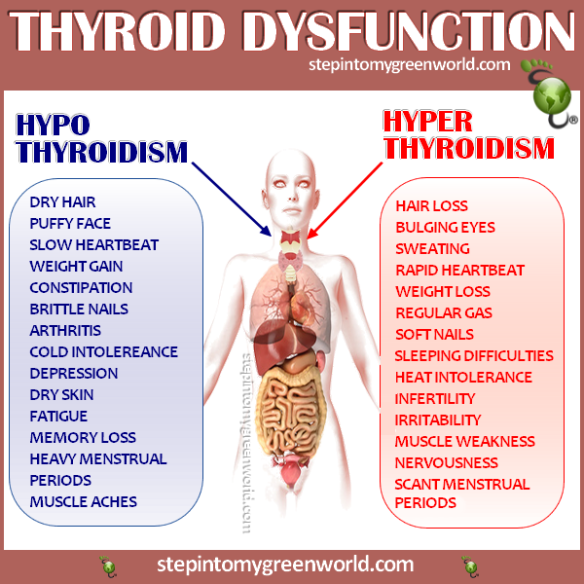 THYROID DYSFUNCTION
stepintomygreenworld.com
®
HYPO
THYROIDISM
DRY HAIR
PUFFY FACE
SLOW HEARTBEAT
WEIGHT GAIN
CONSTIPATION
BRITTLE NAILS
ARTHRITIS
COLD INTOLEREANCE
DEPRESSION
DRY SKIN
FATIGUE
MEMORY LOSS
HEAVY MENSTRUAL
PERIODS
MUSCLE ACHES
HYPER
THYROIDISM
HAIR LOSS
BULGING EYES
SWEATING
RAPID HEARTBEAT
WEIGHT LOSS
REGULAR GAS
SOFT NAILS
SLEEPING DIFFICULTIES
HEAT INTOLERANCE
INFERTILITY
IRRITABILITY
MUSCLE WEAKNESS
NERVOUSNESS
SCANT MENSTRUAL
PERIODS
stepintomygreenworld.com
stepintomygreenworld.com